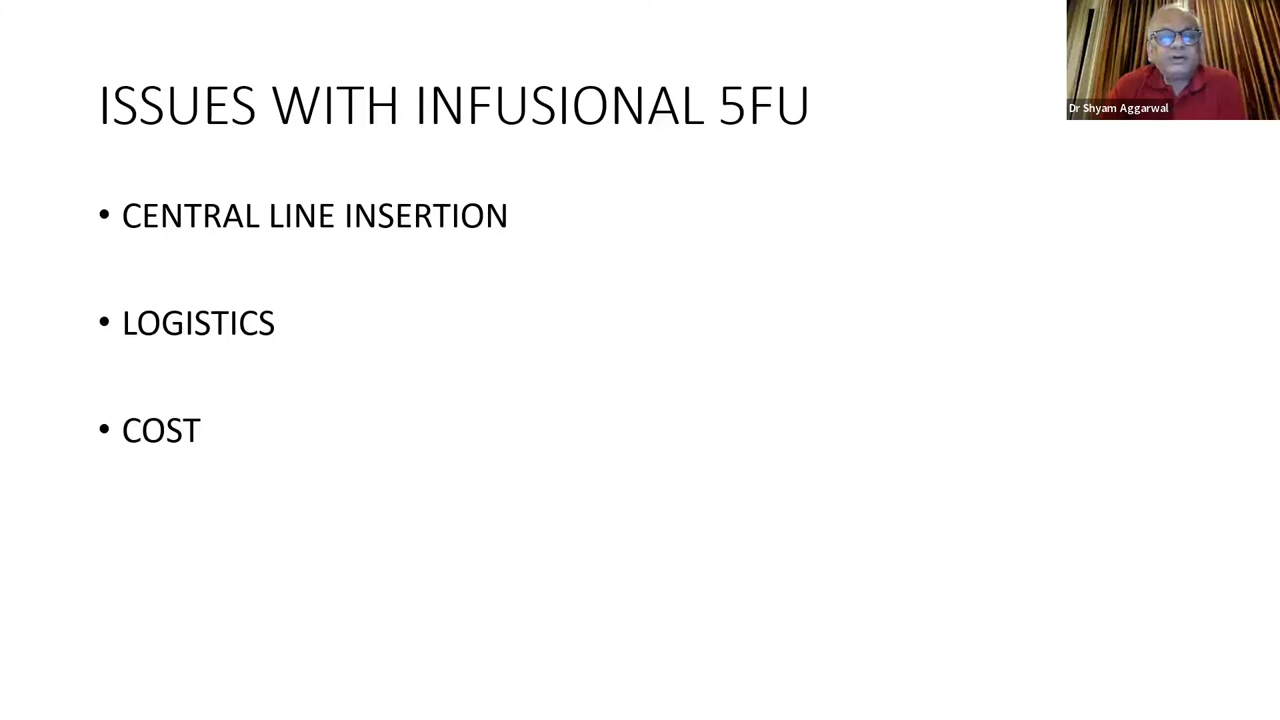 ISSUES WITH INFUSIONAL 5FU
Dr Shyam Aggarwal
• CENTRAL LINE INSERTION
• LOGISTICS
• COST